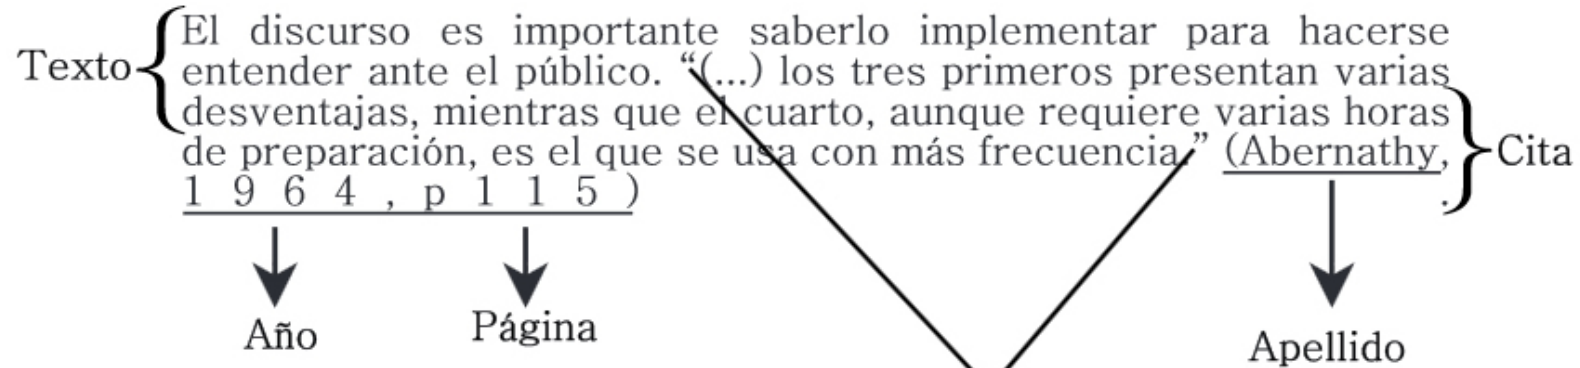 El discurso es importante saberlo implementar para hacerse
Texto entender ante el público. “(...) los tres primeros presentan varias
desventajas, mientras que el cuarto, aunque requiere varias horas
de preparación, es el que se usa con más frecuencia.” (Abernathy,
Cita
1 9 6 4 , p 1 1 5 ) .
Año
Página
Apellido